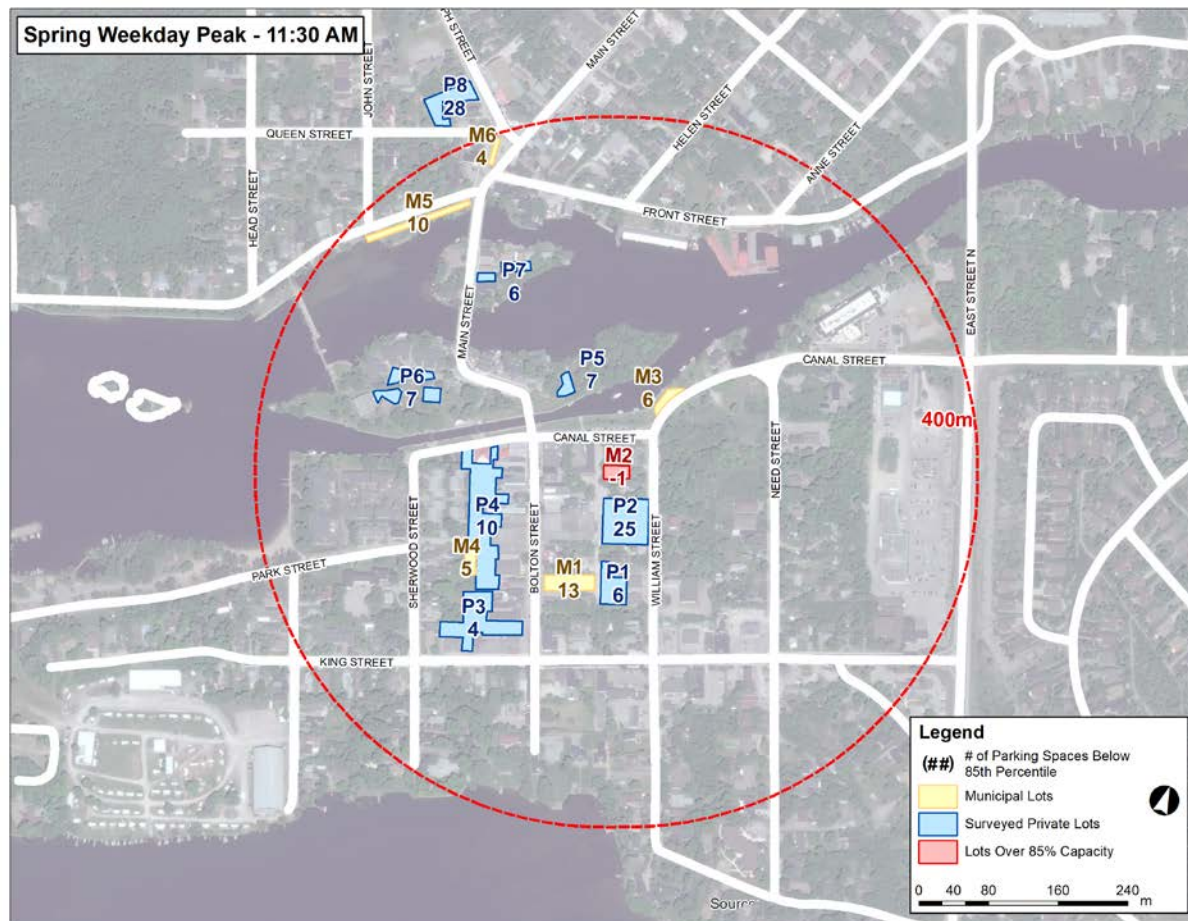 Spring Weekday Peak - 11:30 AM
PH STREET
MAIN STREET
JOHN STREET
P8
28
QUEEN STREET
M6
4
HELEN STREET
ANNE STREET
HEAD STREET
M5
10
FRONT STREET
P7
6
EAST STREET N
MAIN STREET
CANAL STREET
P5
7
P6
7
M3
6
400m
CANAL STREET
M2
-1
NEED STREET
P4
10
P2
25
M4
5
PARK STREET
SHERWOOD STREET
BOLTON STREET
M1
13
P1
6
WILLIAM STREET
P3
4
KING STREET
Legend
(##) # of Parking Spaces Below
85th Percentile
Municipal Lots
Surveyed Private Lots
Lots Over 85% Capacity
0 40 80 160 240
m